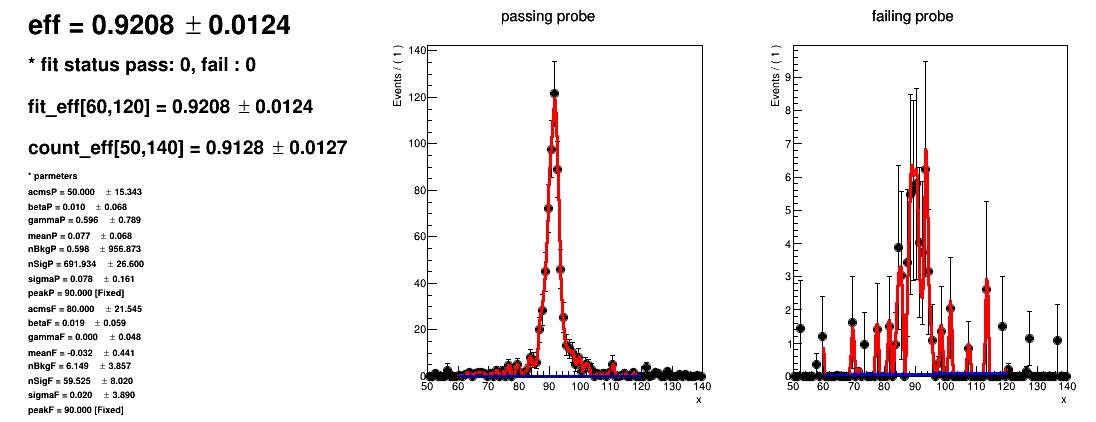 eff = 0.9208 ± 0.0124
* fit status pass: 0, fail : 0
fit_eff[60,120] = 0.9208 ± 0.0124
count_eff[50,140] = 0.9128 ± 0.0127
* parmeters
acmsP = 50.000 ± 15.343
betaP = 0.010 ± 0.068
gammaP = 0.596 ± 0.789
meanP = 0.077 ± 0.068
nBkgP = 0.598 ± 956.873
nSigP = 691.934 ± 26.600
sigmaP = 0.078 ± 0.161
peakP = 90.000 [Fixed]
acmsF = 80.000 ± 21.545
betaF = 0.019 ± 0.059
gammaF = 0.000 ± 0.048
meanF = -0.032 ± 0.441
nBkgF = 6.149 ± 3.857
nSigF = 59.525 ± 8.020
sigmaF = 0.020 ± 3.890
peakF = 90.000 [Fixed]
passing probe
Events / ( 1 )
140
120
100
80
60
40
20
0
50 60 70 80 90 100 110 120 130 140
x
failing probe
Events / ( 1 )
9
8
7
6
5
4
3
2
1
0
50 60 70 80 90 100 110 120 130 140
x